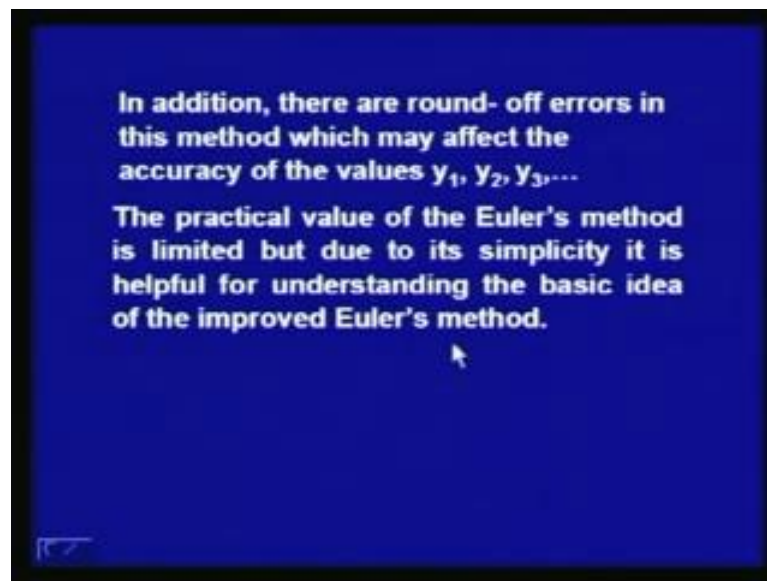 In addition, there are round- off errors in
this method which may affect the
accuracy of the values y₁, y₂, y₃,...
The practical value of the Euler's method
is limited but due to its simplicity it is
helpful for understanding the basic idea
of the improved Euler's method.